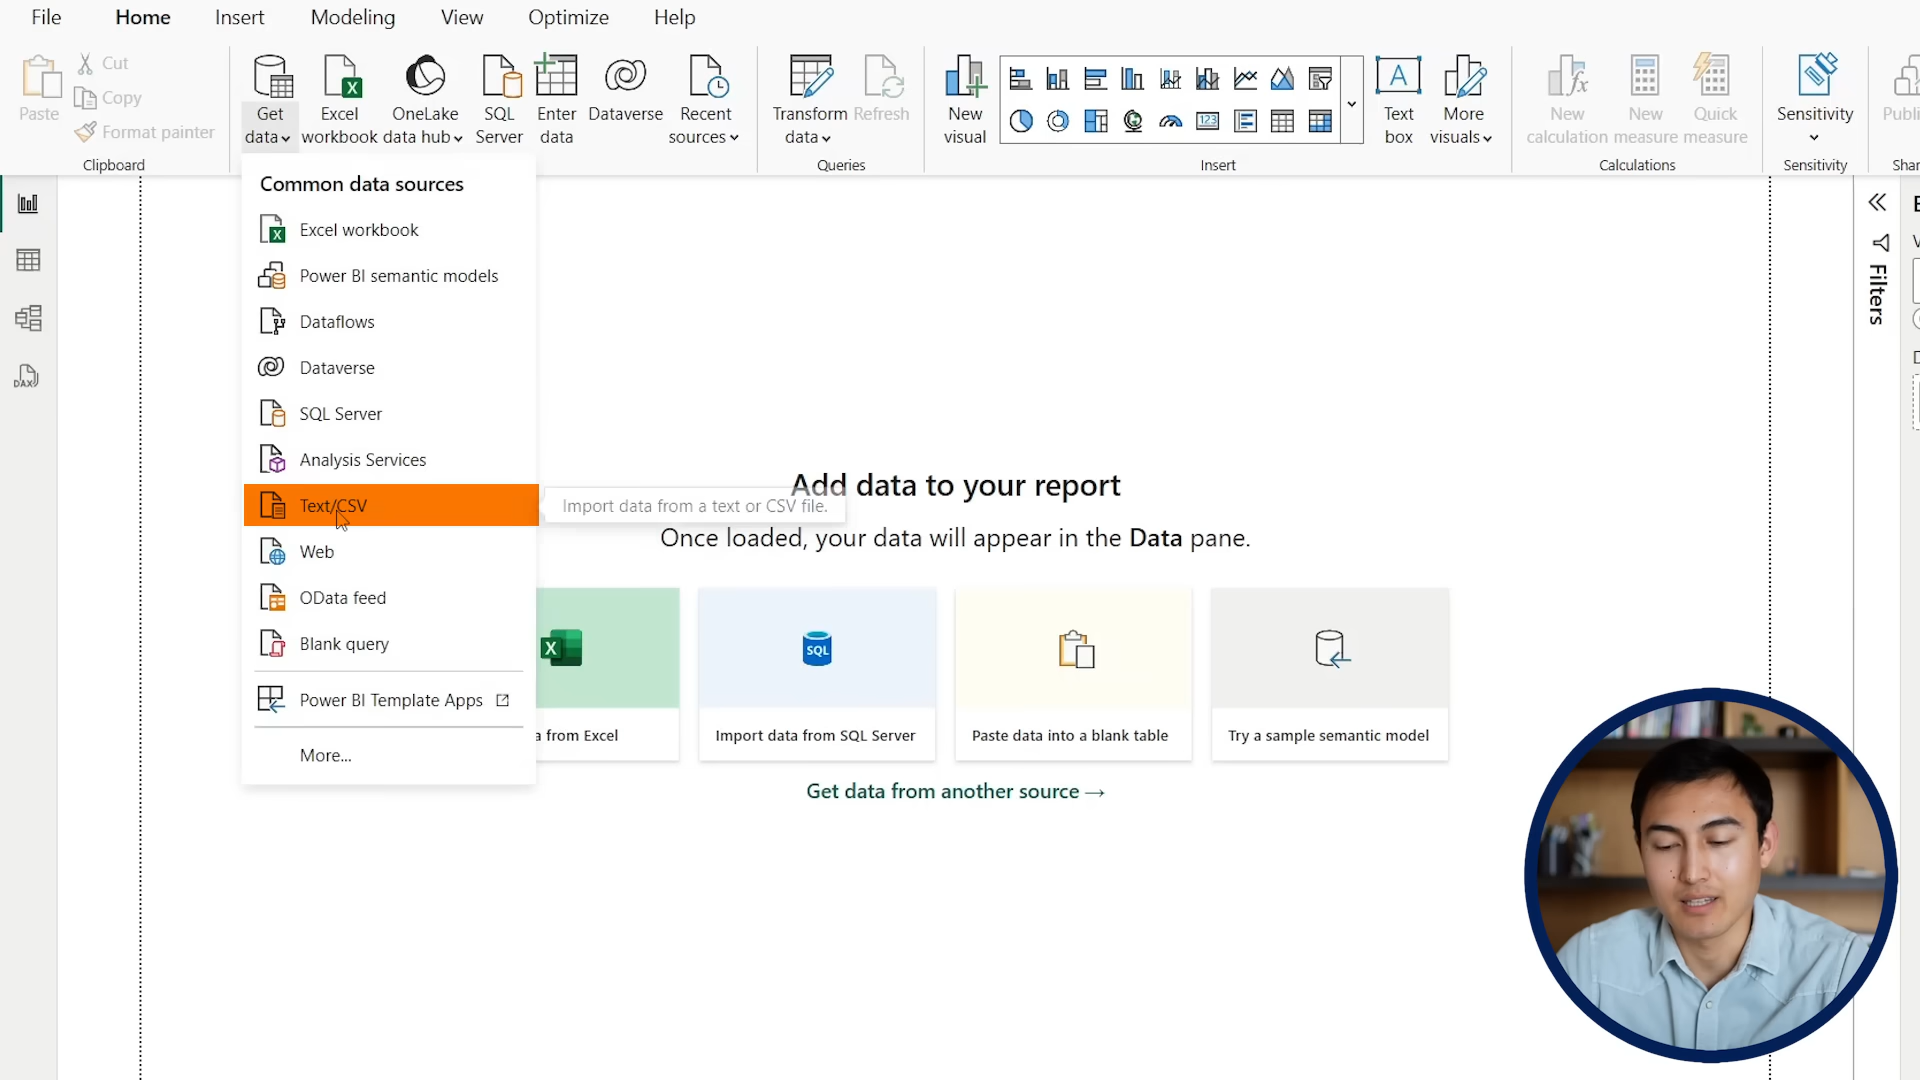 File Home Insert Modeling View Optimize Help
Paste
Cut
Copy
Format painter
Clipboard
Get data
Excel workbook
OneLake data hub
SQL Server
Enter data
Dataverse
Recent sources
Transform data
Refresh
Queries
New visual
123
A
Text box
More visuals
Insert
New calculation
New measure
Quick measure
Calculations
Sensitivity
Sensitivity
Publi
Shar
DAX
Common data sources
Excel workbook
Power BI semantic models
Dataflows
Dataverse
SQL Server
Analysis Services
Text/CSV
Import data from a text or CSV file.
Web
OData feed
Blank query
Power BI Template Apps
More...
Add data to your report
Once loaded, your data will appear in the Data pane.
X
SQL
a from Excel
Import data from SQL Server
Paste data into a blank table
Try a sample semantic model
Get data from another source →
Filters